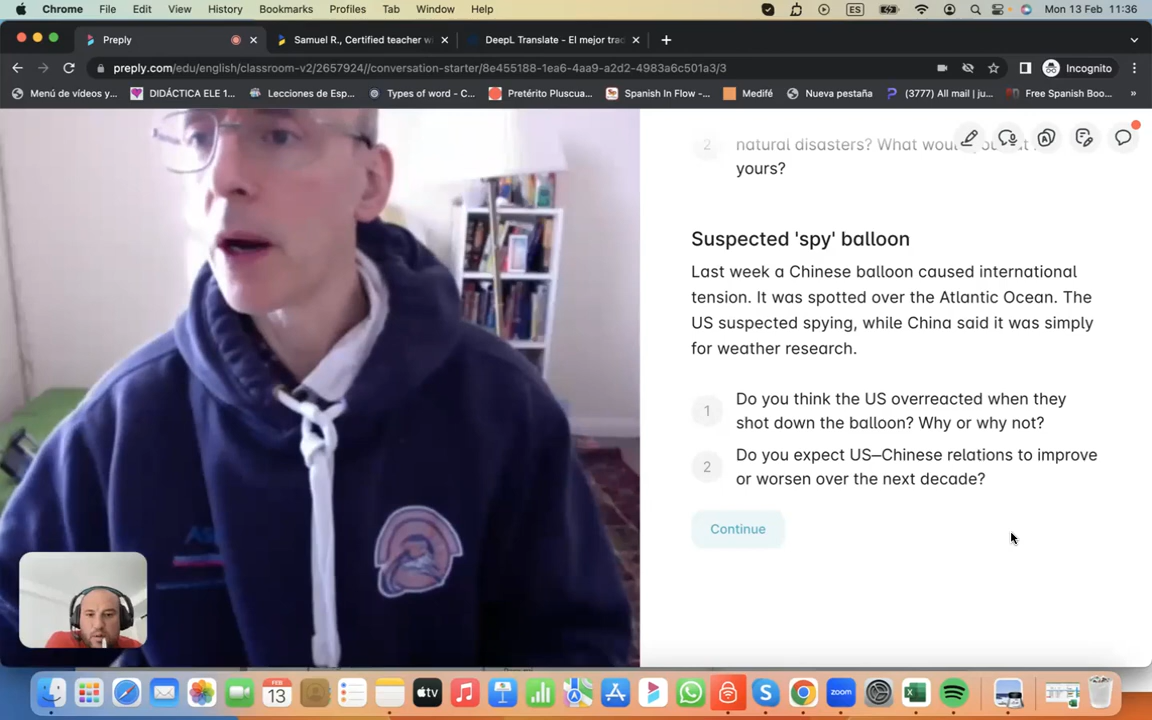 Chrome File Edit View History Bookmarks Profiles Tab Window Help ES Mon 13 Feb 11:36
Preply Samuel R., Certified teacher DeepL Translate - El mejor
preply.com/edu/english/classroom-v2/2657924//conversation-starter/8e455188-1ea6-4aa9-a2d2-4983a6c501a3/3 Incognito
Menú de vídeos y... DIDÁCTICA ELE 1... Lecciones de Esp... Types of word - C... Pretérito Pluscua... Spanish In Flow -... Medifé Nueva pestaña (3777) All mail | ju... Free Spanish Boo... »
2 natural disasters? What
yours?
Suspected 'spy' balloon
Last week a Chinese balloon caused international
tension. It was spotted over the Atlantic Ocean. The
US suspected spying, while China said it was simply
for weather research.
1 Do you think the US overreacted when they
shot down the balloon? Why or why not?
2 Do you expect US–Chinese relations to improve
or worsen over the next decade?
Continue
FEB
13
tv
zoom